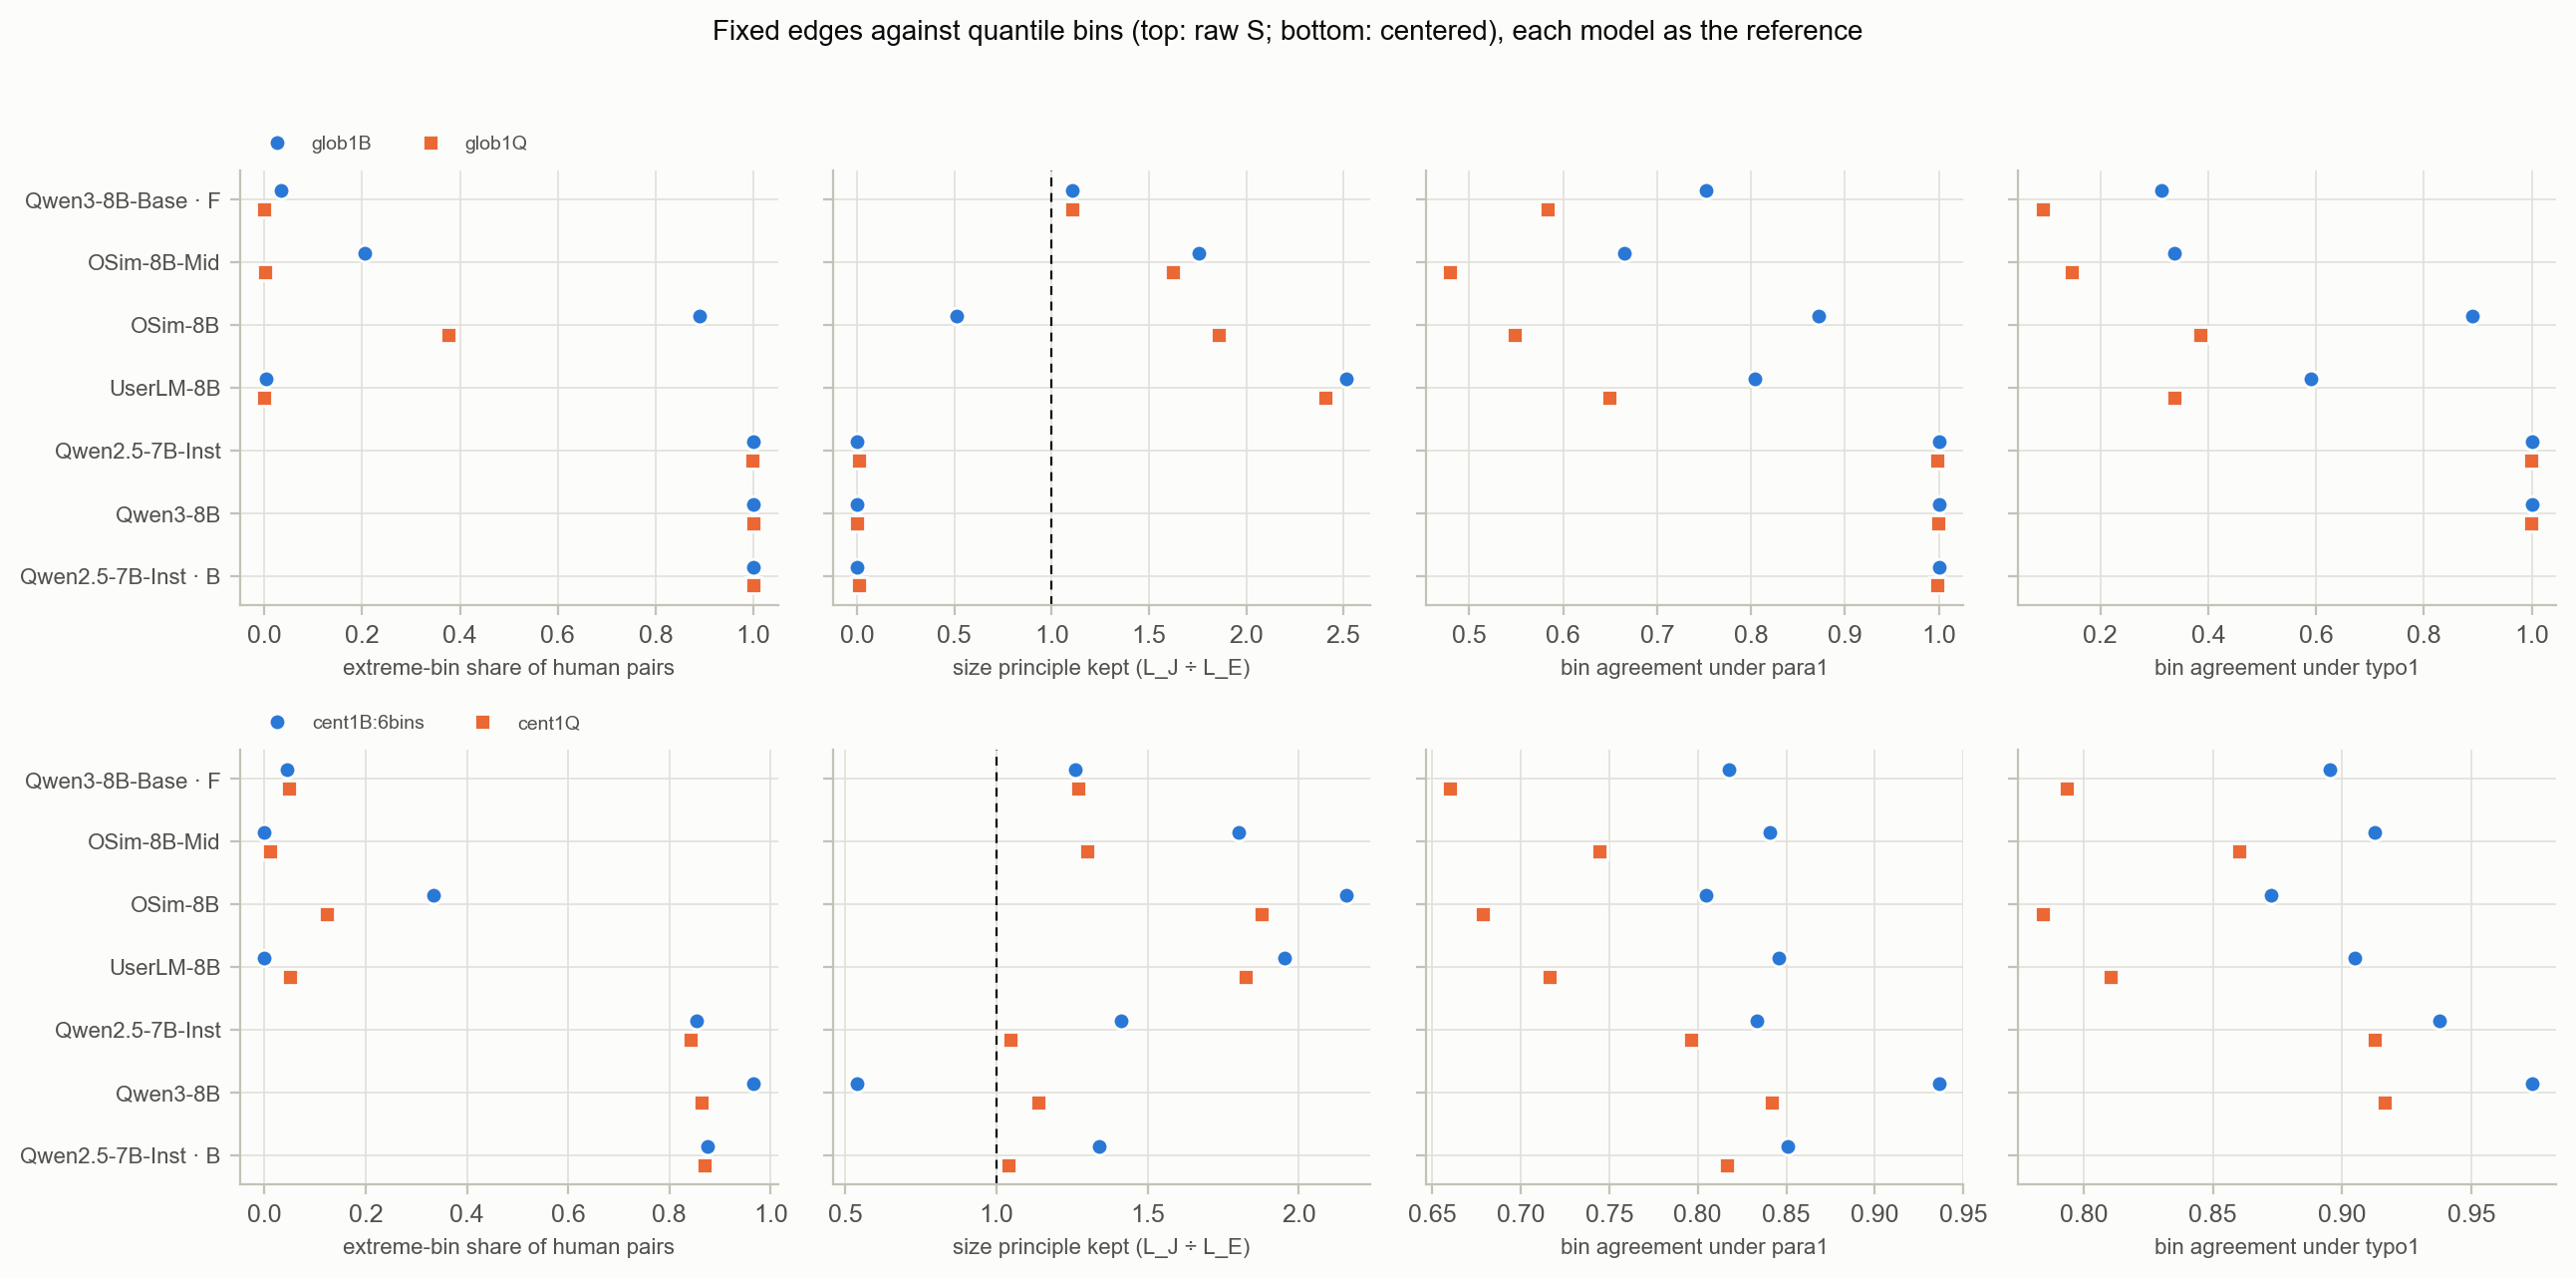 Fixed edges against quantile bins (top: raw S; bottom: centered), each model as the reference
glob1B glob1Q
Qwen3-8B-Base · F
OSim-8B-Mid
OSim-8B
UserLM-8B
Qwen2.5-7B-Inst
Qwen3-8B
Qwen2.5-7B-Inst · B
0.0 0.2 0.4 0.6 0.8 1.0
extreme-bin share of human pairs
0.0 0.5 1.0 1.5 2.0 2.5
size principle kept (L_J ÷ L_E)
0.5 0.6 0.7 0.8 0.9 1.0
bin agreement under para1
0.2 0.4 0.6 0.8 1.0
bin agreement under typo1
cent1B:6bins cent1Q
Qwen3-8B-Base · F
OSim-8B-Mid
OSim-8B
UserLM-8B
Qwen2.5-7B-Inst
Qwen3-8B
Qwen2.5-7B-Inst · B
0.0 0.2 0.4 0.6 0.8 1.0
extreme-bin share of human pairs
0.5 1.0 1.5 2.0
size principle kept (L_J ÷ L_E)
0.65 0.70 0.75 0.80 0.85 0.90 0.95
bin agreement under para1
0.80 0.85 0.90 0.95
bin agreement under typo1